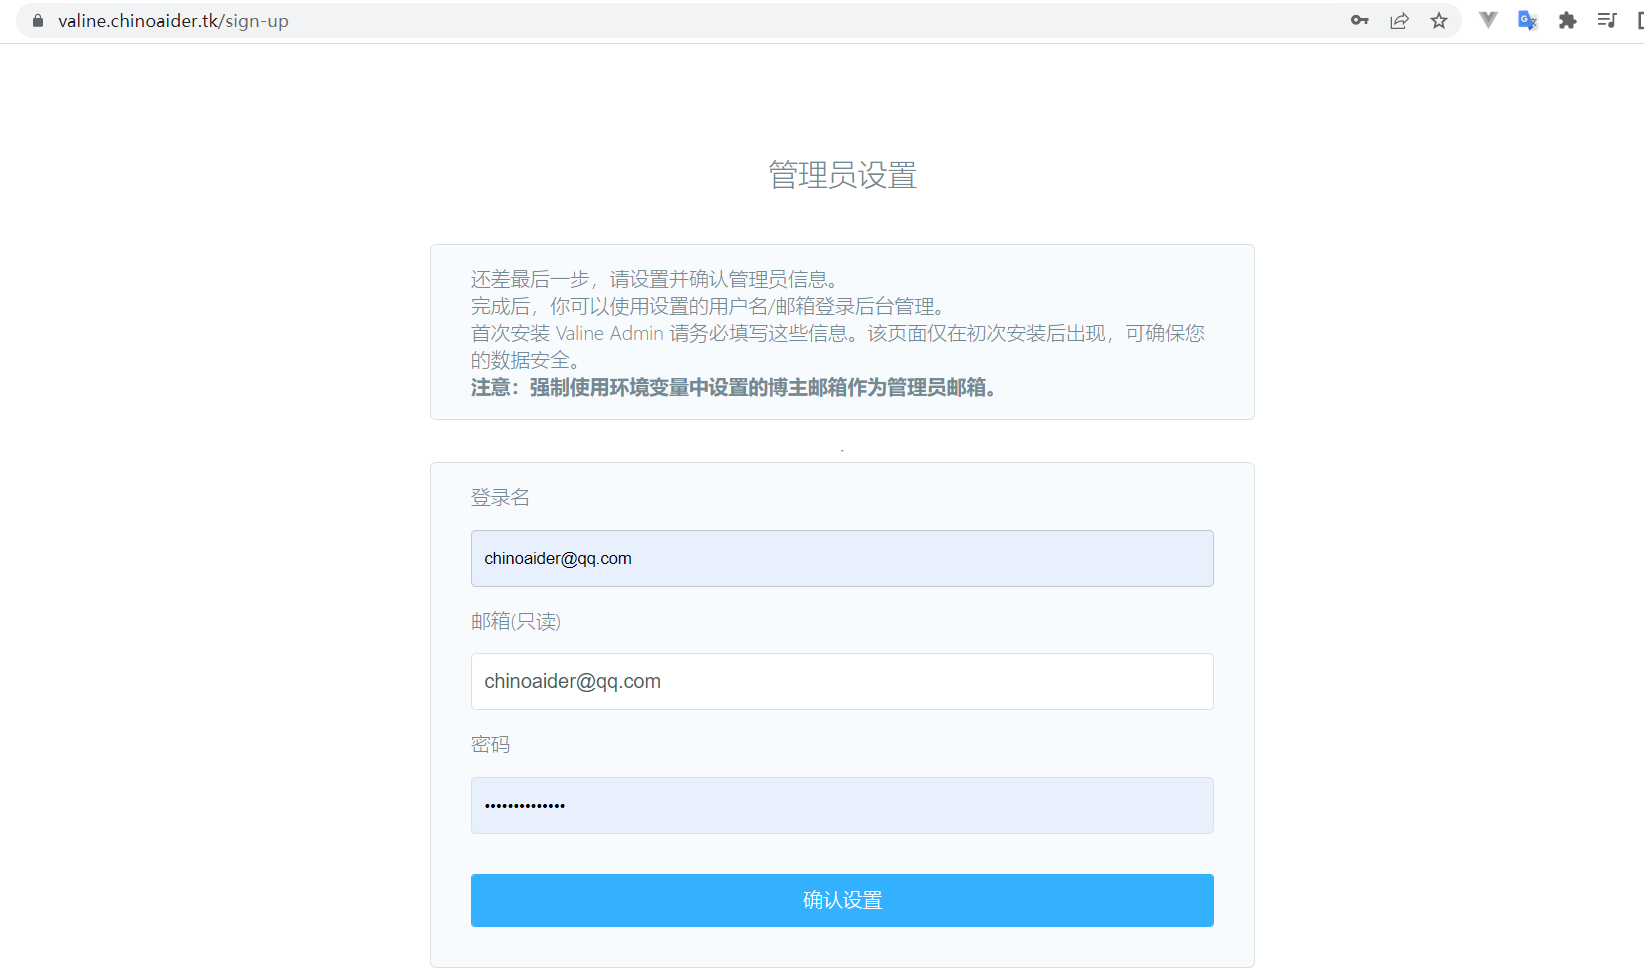 valine.chinoaider.tk/sign-up
管理员设置
还差最后一步，请设置并确认管理员信息。
完成后，你可以使用设置的用户名/邮箱登录后台管理。
首次安装 Valine Admin 请务必填写这些信息。该页面仅在初次安装后出现，可确保您
的数据安全。
注意：强制使用环境变量中设置的博主邮箱作为管理员邮箱。
登录名
chinoaider@qq.com
邮箱(只读)
chinoaider@qq.com
密码
••••••••••••••
确认设置